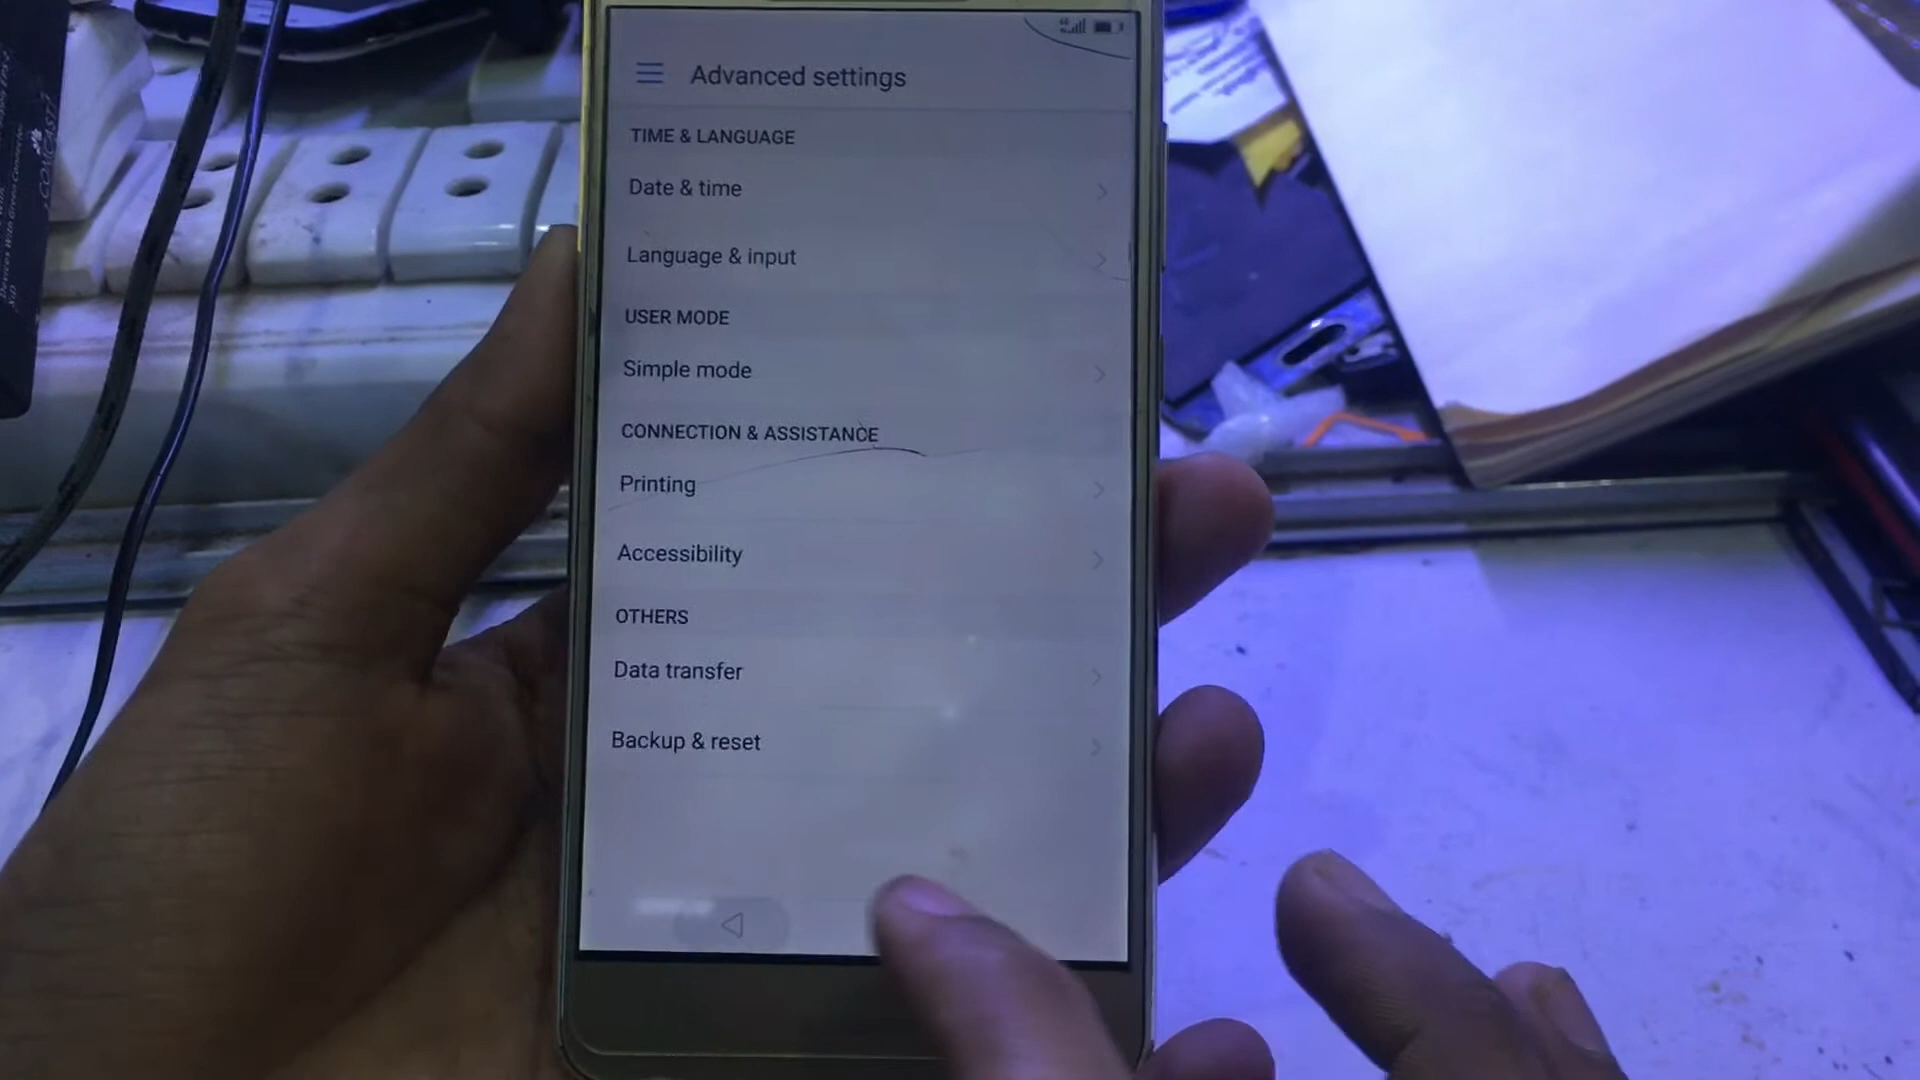 Advanced settings
TIME & LANGUAGE
Date & time
Language & input
USER MODE
Simple mode
CONNECTION & ASSISTANCE
Printing
Accessibility
OTHERS
Data transfer
Backup & reset
COMCAST